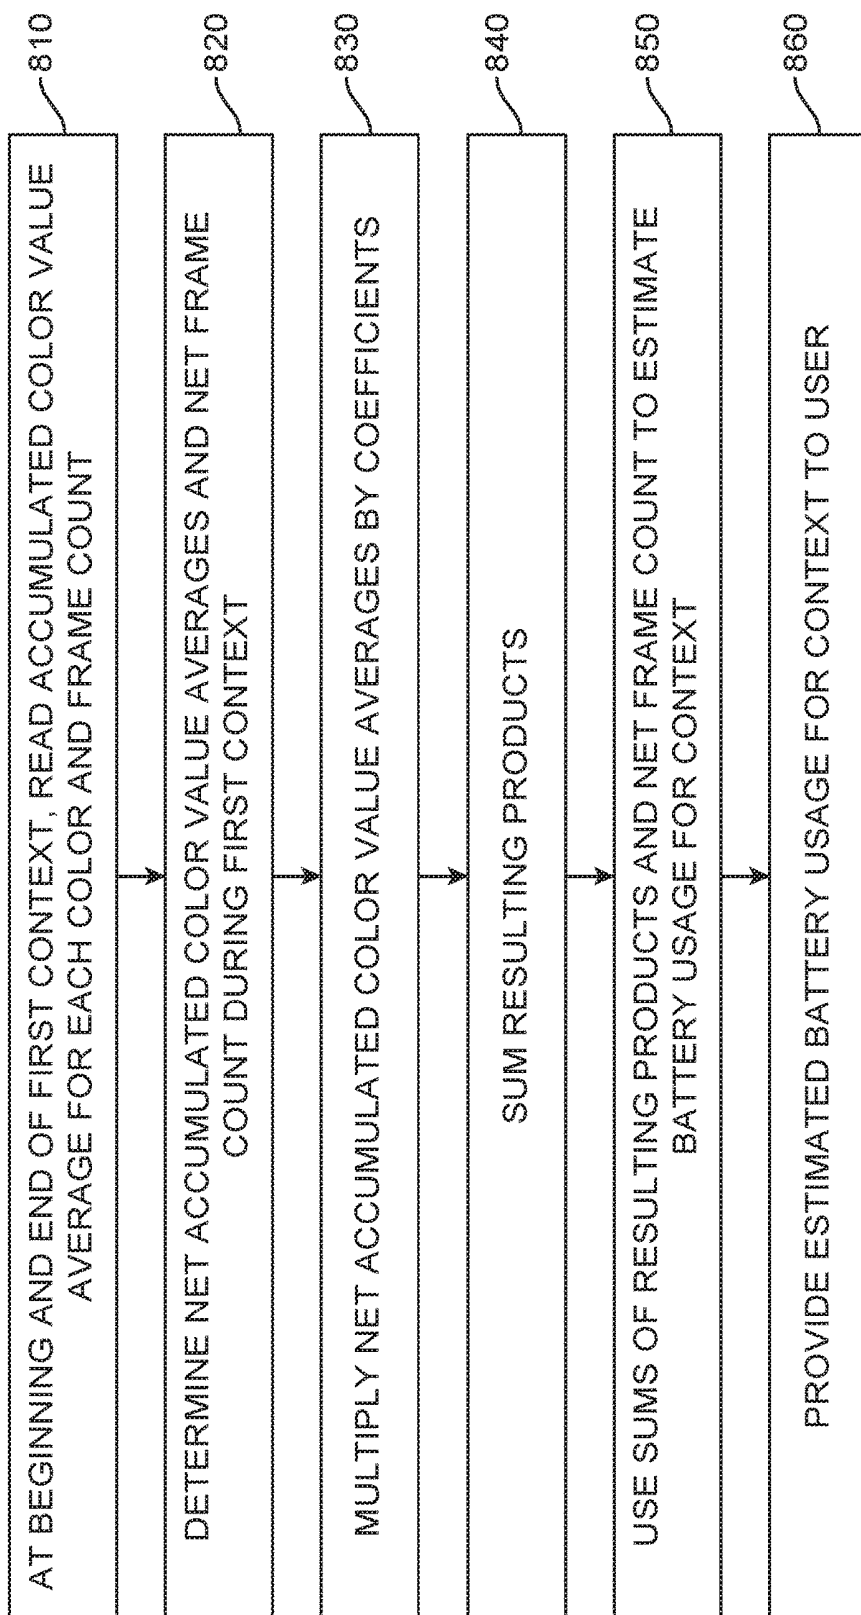 AT BEGINNING AND END OF FIRST CONTEXT, READ ACCUMULATED COLOR VALUE
AVERAGE FOR EACH COLOR AND FRAME COUNT
810
DETERMINE NET ACCUMULATED COLOR VALUE AVERAGES AND NET FRAME
COUNT DURING FIRST CONTEXT
820
MULTIPLY NET ACCUMULATED COLOR VALUE AVERAGES BY COEFFICIENTS
830
SUM RESULTING PRODUCTS
840
USE SUMS OF RESULTING PRODUCTS AND NET FRAME COUNT TO ESTIMATE
BATTERY USAGE FOR CONTEXT
850
PROVIDE ESTIMATED BATTERY USAGE FOR CONTEXT TO USER
860